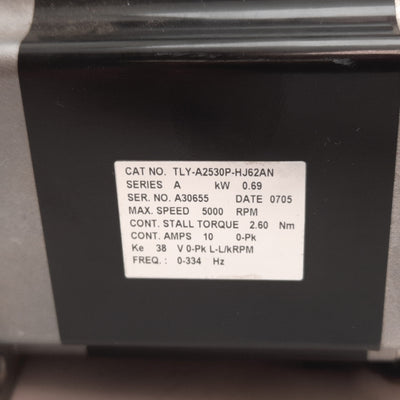 CAT NO. TLY-A2530P-HJ62AN
SERIES A kW 0.69
SER. NO. A30655 DATE 0705
MAX. SPEED 5000 RPM
CONT. STALL TORQUE 2.60 Nm
CONT. AMPS 10 0-Pk
Ke 38 V 0-Pk L-L/kRPM
FREQ. : 0-334 Hz